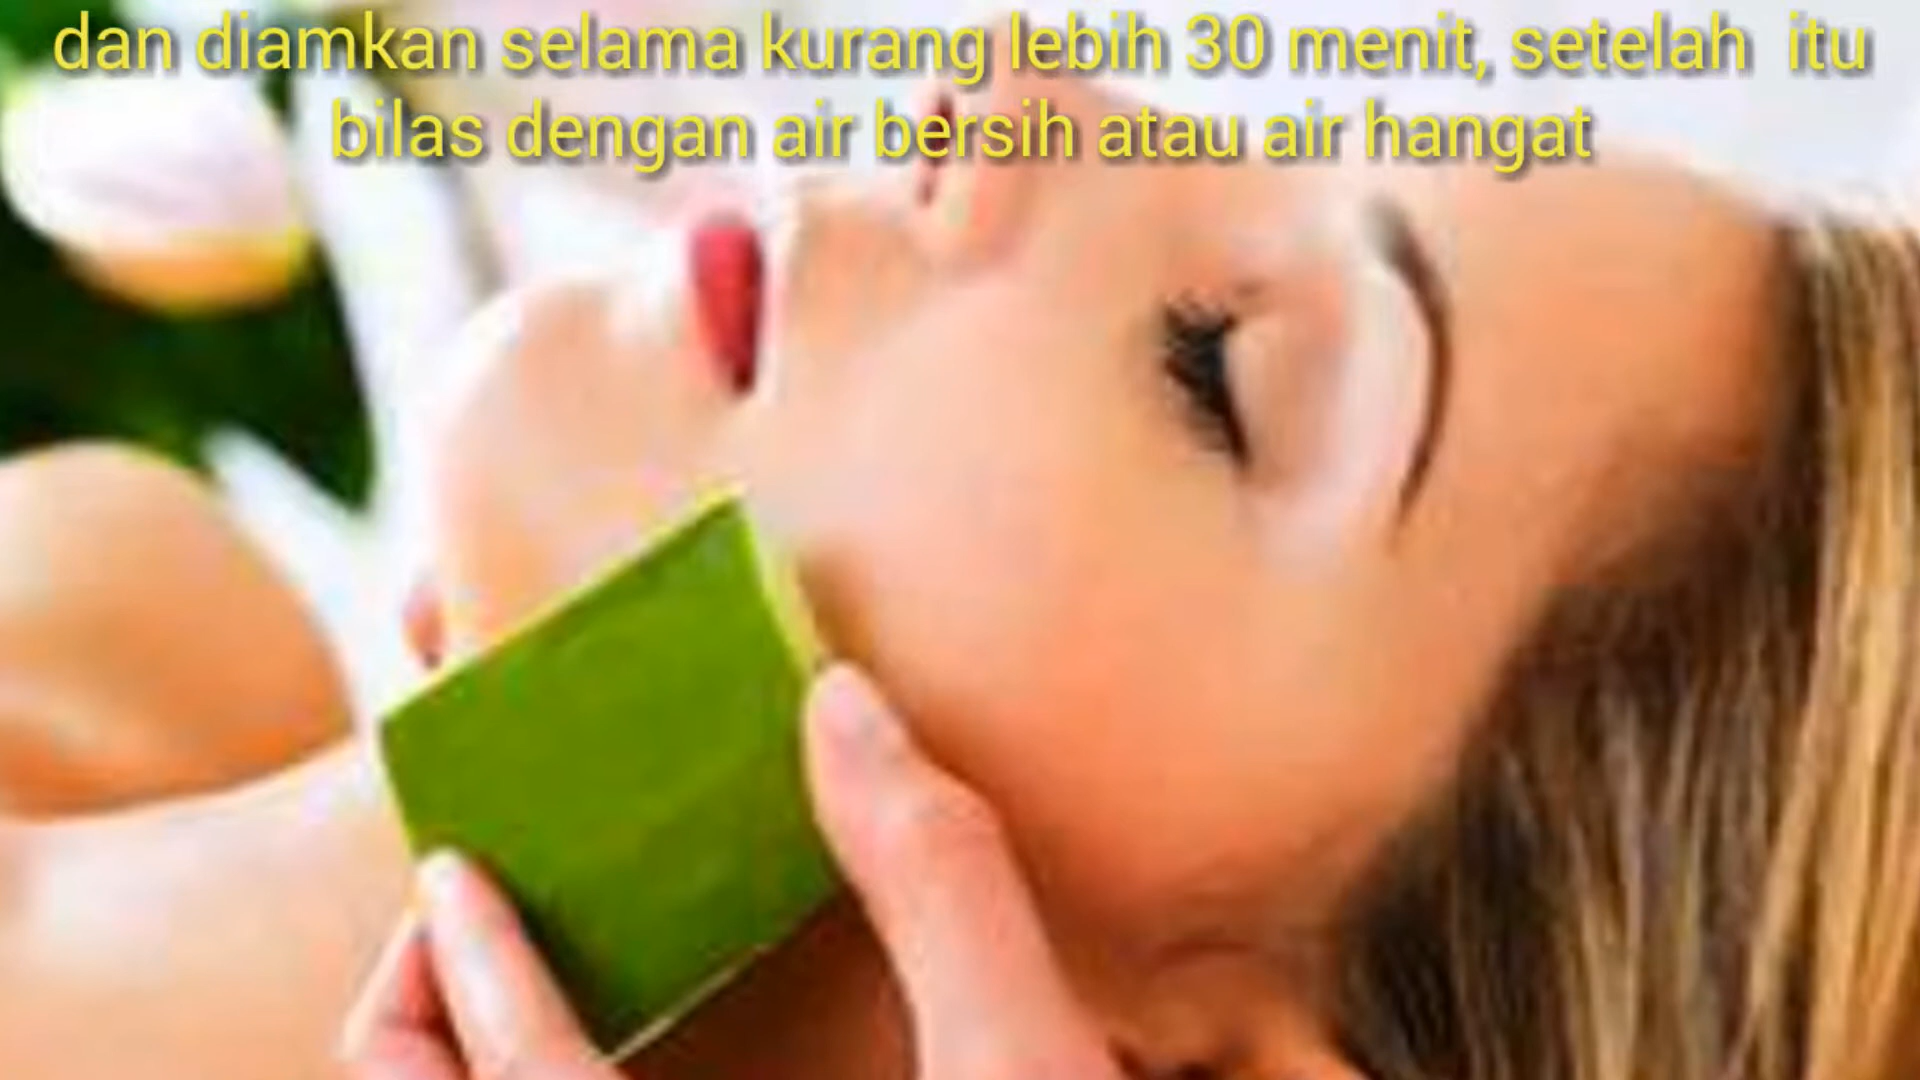 dan diamkan selama kurang lebih 30 menit, setelah  itu
bilas dengan air bersih atau air hangat